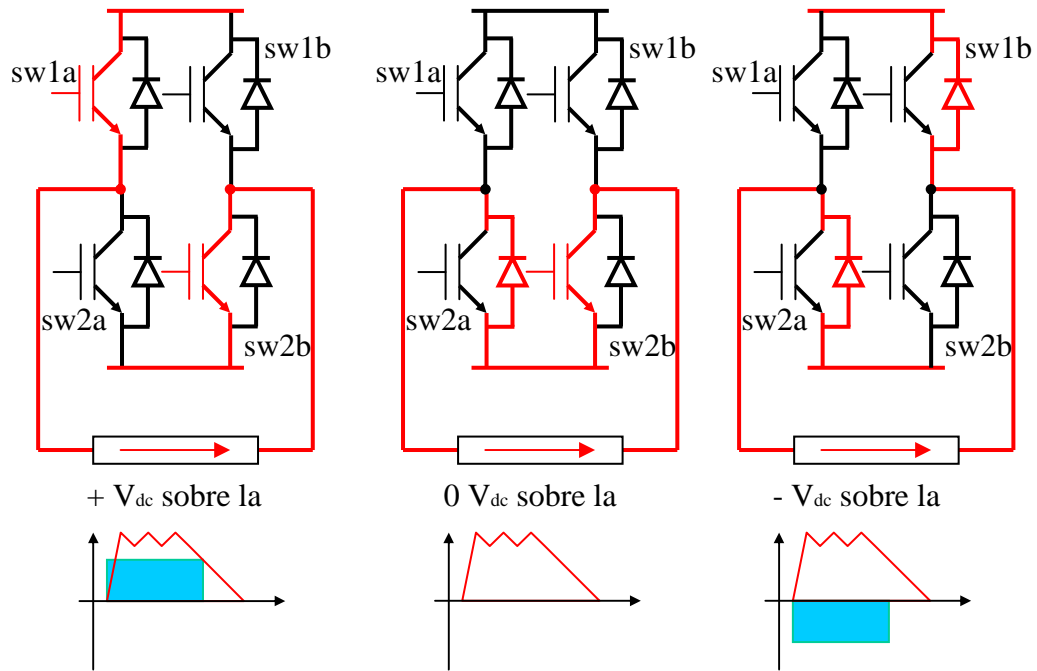 sw1a
sw1b
sw2a
sw2b
+ Vdc sobre la
sw1a
sw2a
sw2b
0 Vdc sobre la
sw1a
sw1b
sw2a
sw2b
- Vdc sobre la